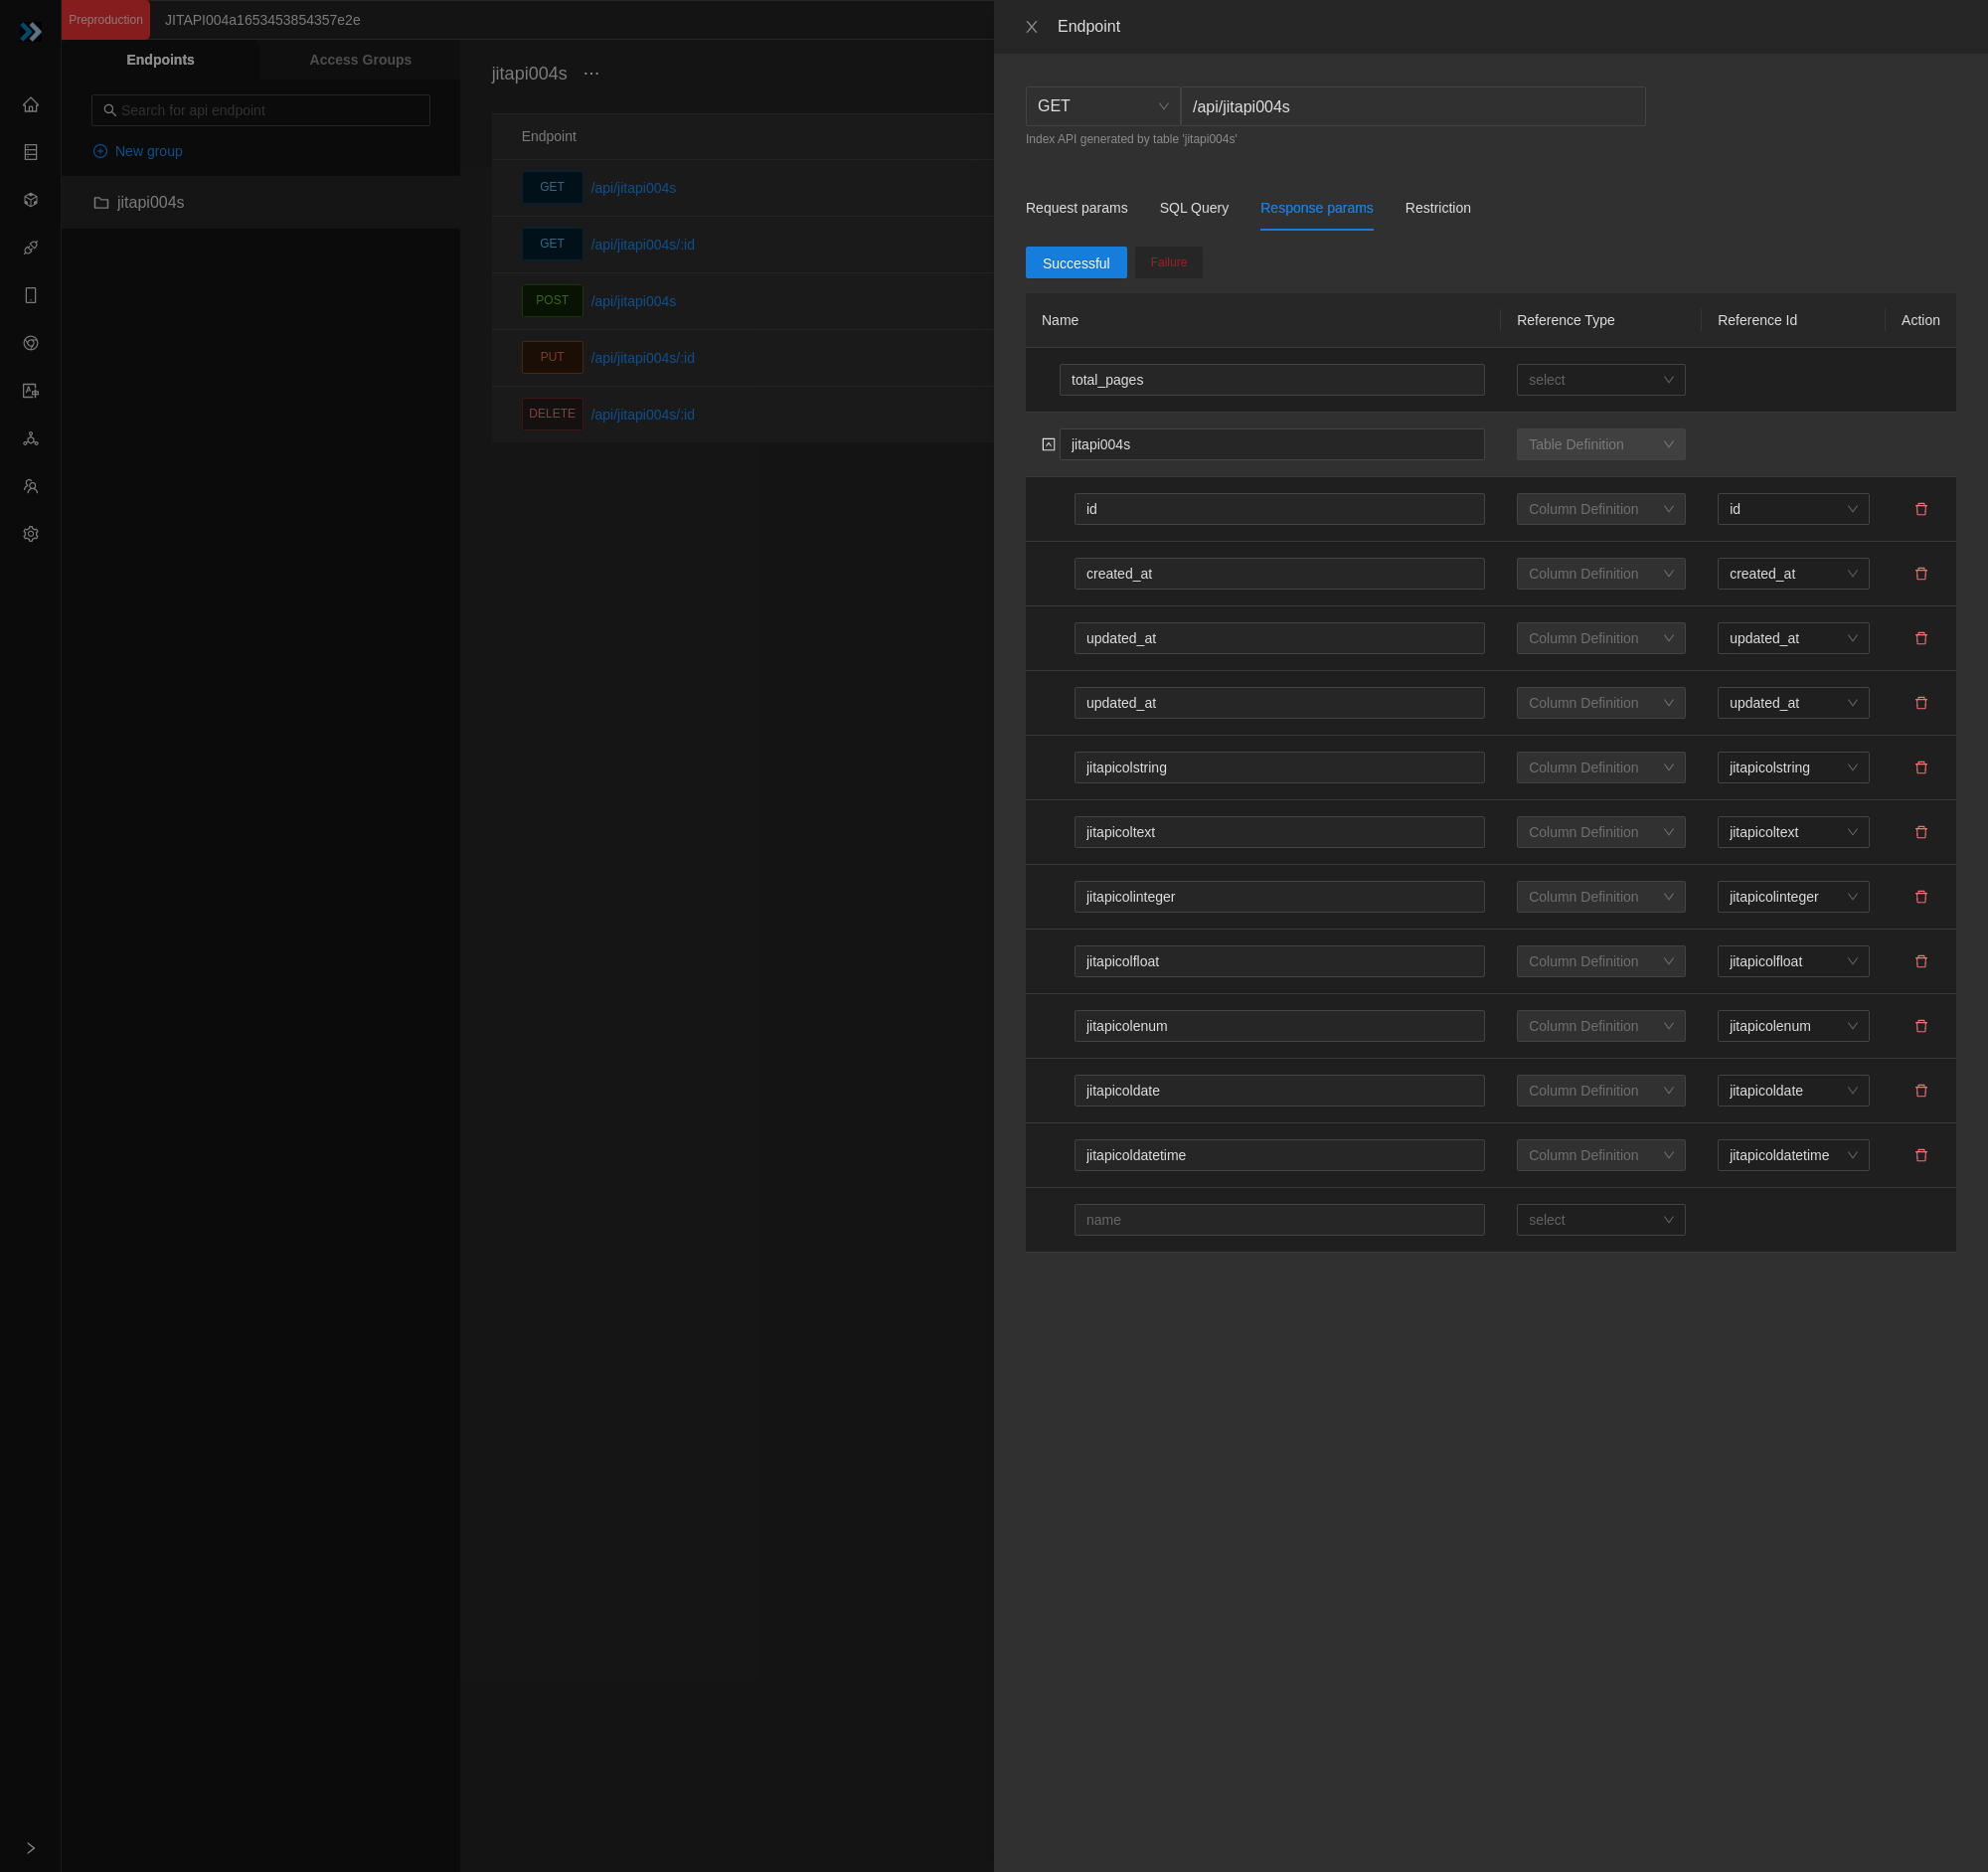 Preproduction
JITAPI004a1653453854357e2e
Endpoints
Access Groups
Search for api endpoint
New group
jitapi004s
jitapi004s
Endpoint
GET
/api/jitapi004s
GET
/api/jitapi004s/:id
POST
/api/jitapi004s
PUT
/api/jitapi004s/:id
DELETE
/api/jitapi004s/:id
Endpoint
GET
/api/jitapi004s
Index API generated by table 'jitapi004s'
Request params
SQL Query
Response params
Restriction
Successful
Failure
Name
Reference Type
Reference Id
Action
total_pages
select
jitapi004s
Table Definition
id
Column Definition
id
created_at
Column Definition
created_at
updated_at
Column Definition
updated_at
updated_at
Column Definition
updated_at
jitapicolstring
Column Definition
jitapicolstring
jitapicoltext
Column Definition
jitapicoltext
jitapicolinteger
Column Definition
jitapicolinteger
jitapicolfloat
Column Definition
jitapicolfloat
jitapicolenum
Column Definition
jitapicolenum
jitapicoldate
Column Definition
jitapicoldate
jitapicoldatetime
Column Definition
jitapicoldatetime
name
select